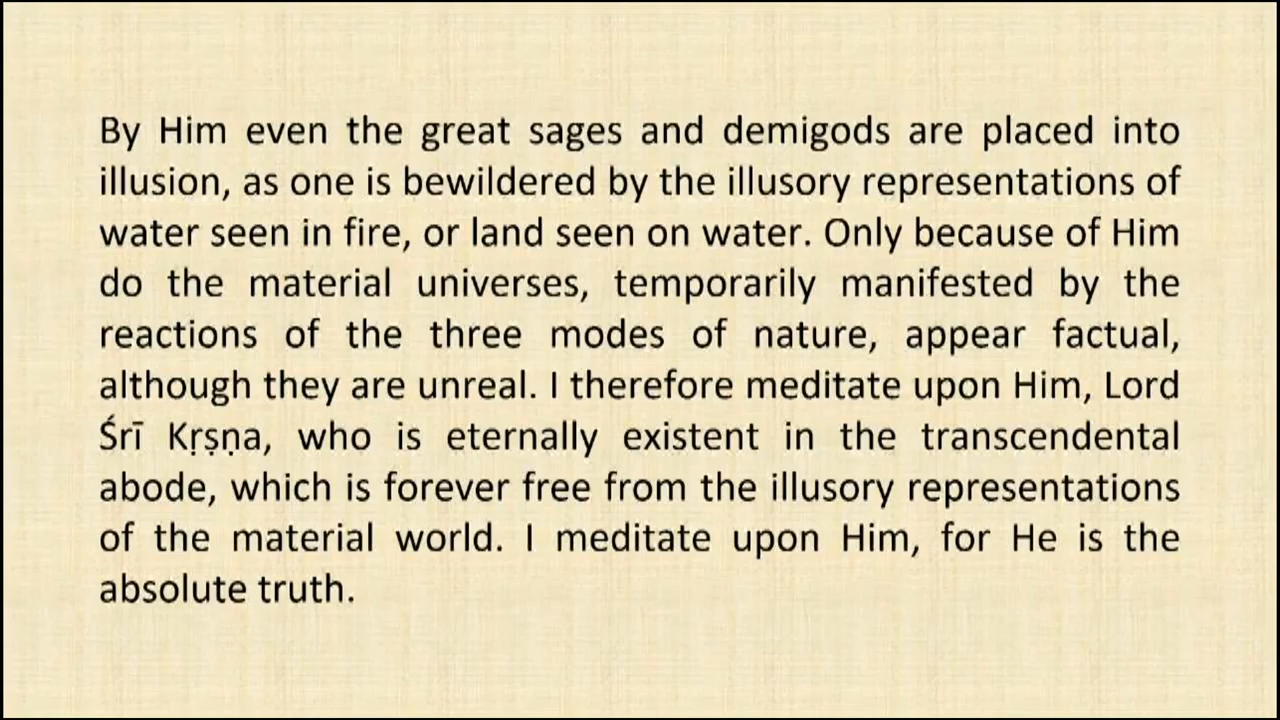 By Him even the great sages and demigods are placed into
illusion, as one is bewildered by the illusory representations of
water seen in fire, or land seen on water. Only because of Him
do the material universes, temporarily manifested by the
reactions of the three modes of nature, appear factual,
although they are unreal. I therefore meditate upon Him, Lord
Śrī Kṛṣṇa, who is eternally existent in the transcendental
abode, which is forever free from the illusory representations
of the material world. I meditate upon Him, for He is the
absolute truth.